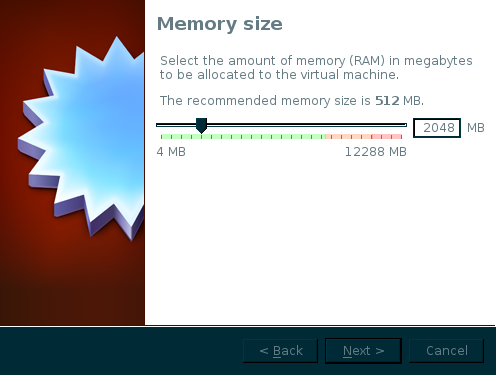 Memory size
Select the amount of memory (RAM) in megabytes
to be allocated to the virtual machine.
The recommended memory size is 512 MB.
2048 MB
4 MB 12288 MB
< Back Next > Cancel